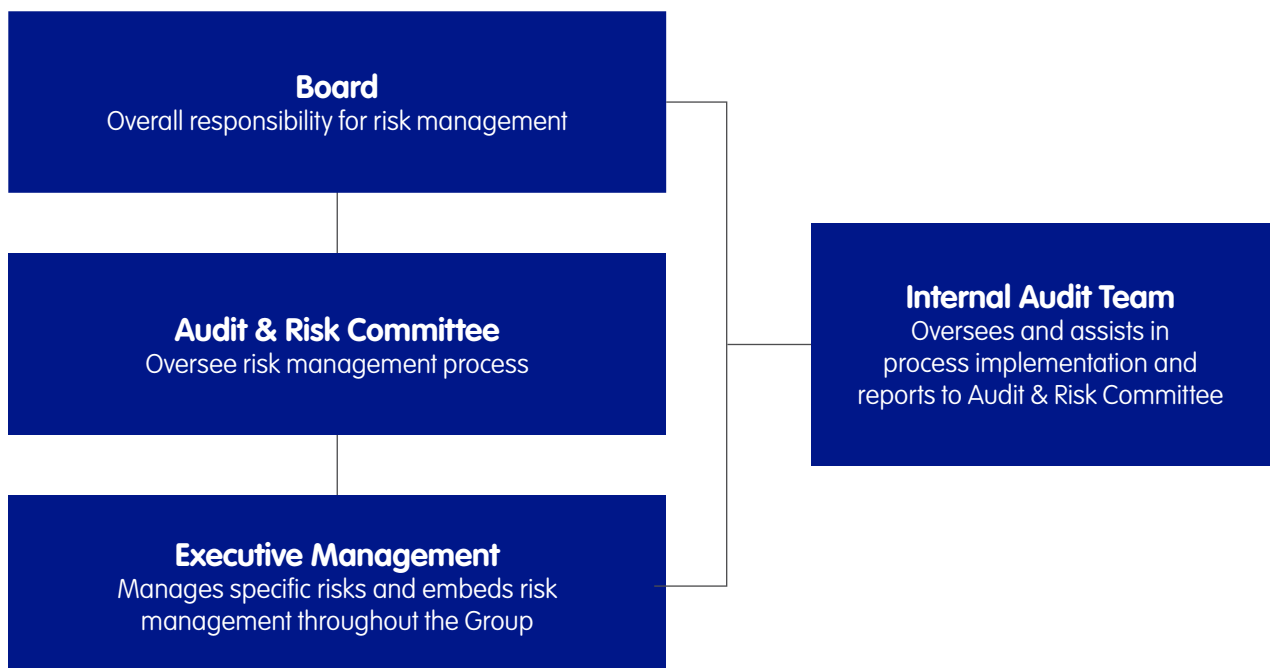 Board
Overall responsibility for risk management
Audit & Risk Committee
Oversee risk management process
Executive Management
Manages specific risks and embeds risk
management throughout the Group
Internal Audit Team
Oversees and assists in
process implementation and
reports to Audit & Risk Committee